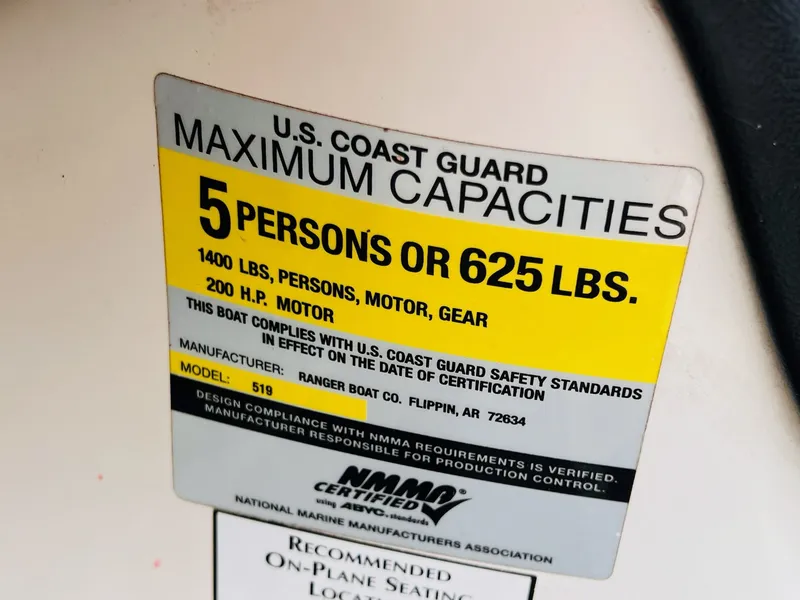 U.S. COAST GUARD
MAXIMUM CAPACITIES
5 PERSONS OR 625 LBS.
1400 LBS, PERSONS, MOTOR, GEAR
200 H.P. MOTOR
THIS BOAT COMPLIES WITH U.S. COAST GUARD SAFETY STANDARDS
IN EFFECT ON THE DATE OF CERTIFICATION
MANUFACTURER: RANGER BOAT CO. FLIPPIN, AR 72634
MODEL: 519
DESIGN COMPLIANCE WITH NMMA REQUIREMENTS IS VERIFIED.
MANUFACTURER RESPONSIBLE FOR PRODUCTION CONTROL.
NMMA®
CERTIFIED
using ABYC standards
NATIONAL MARINE MANUFACTURERS ASSOCIATION
RECOMMENDED
ON-PLANE SEATING